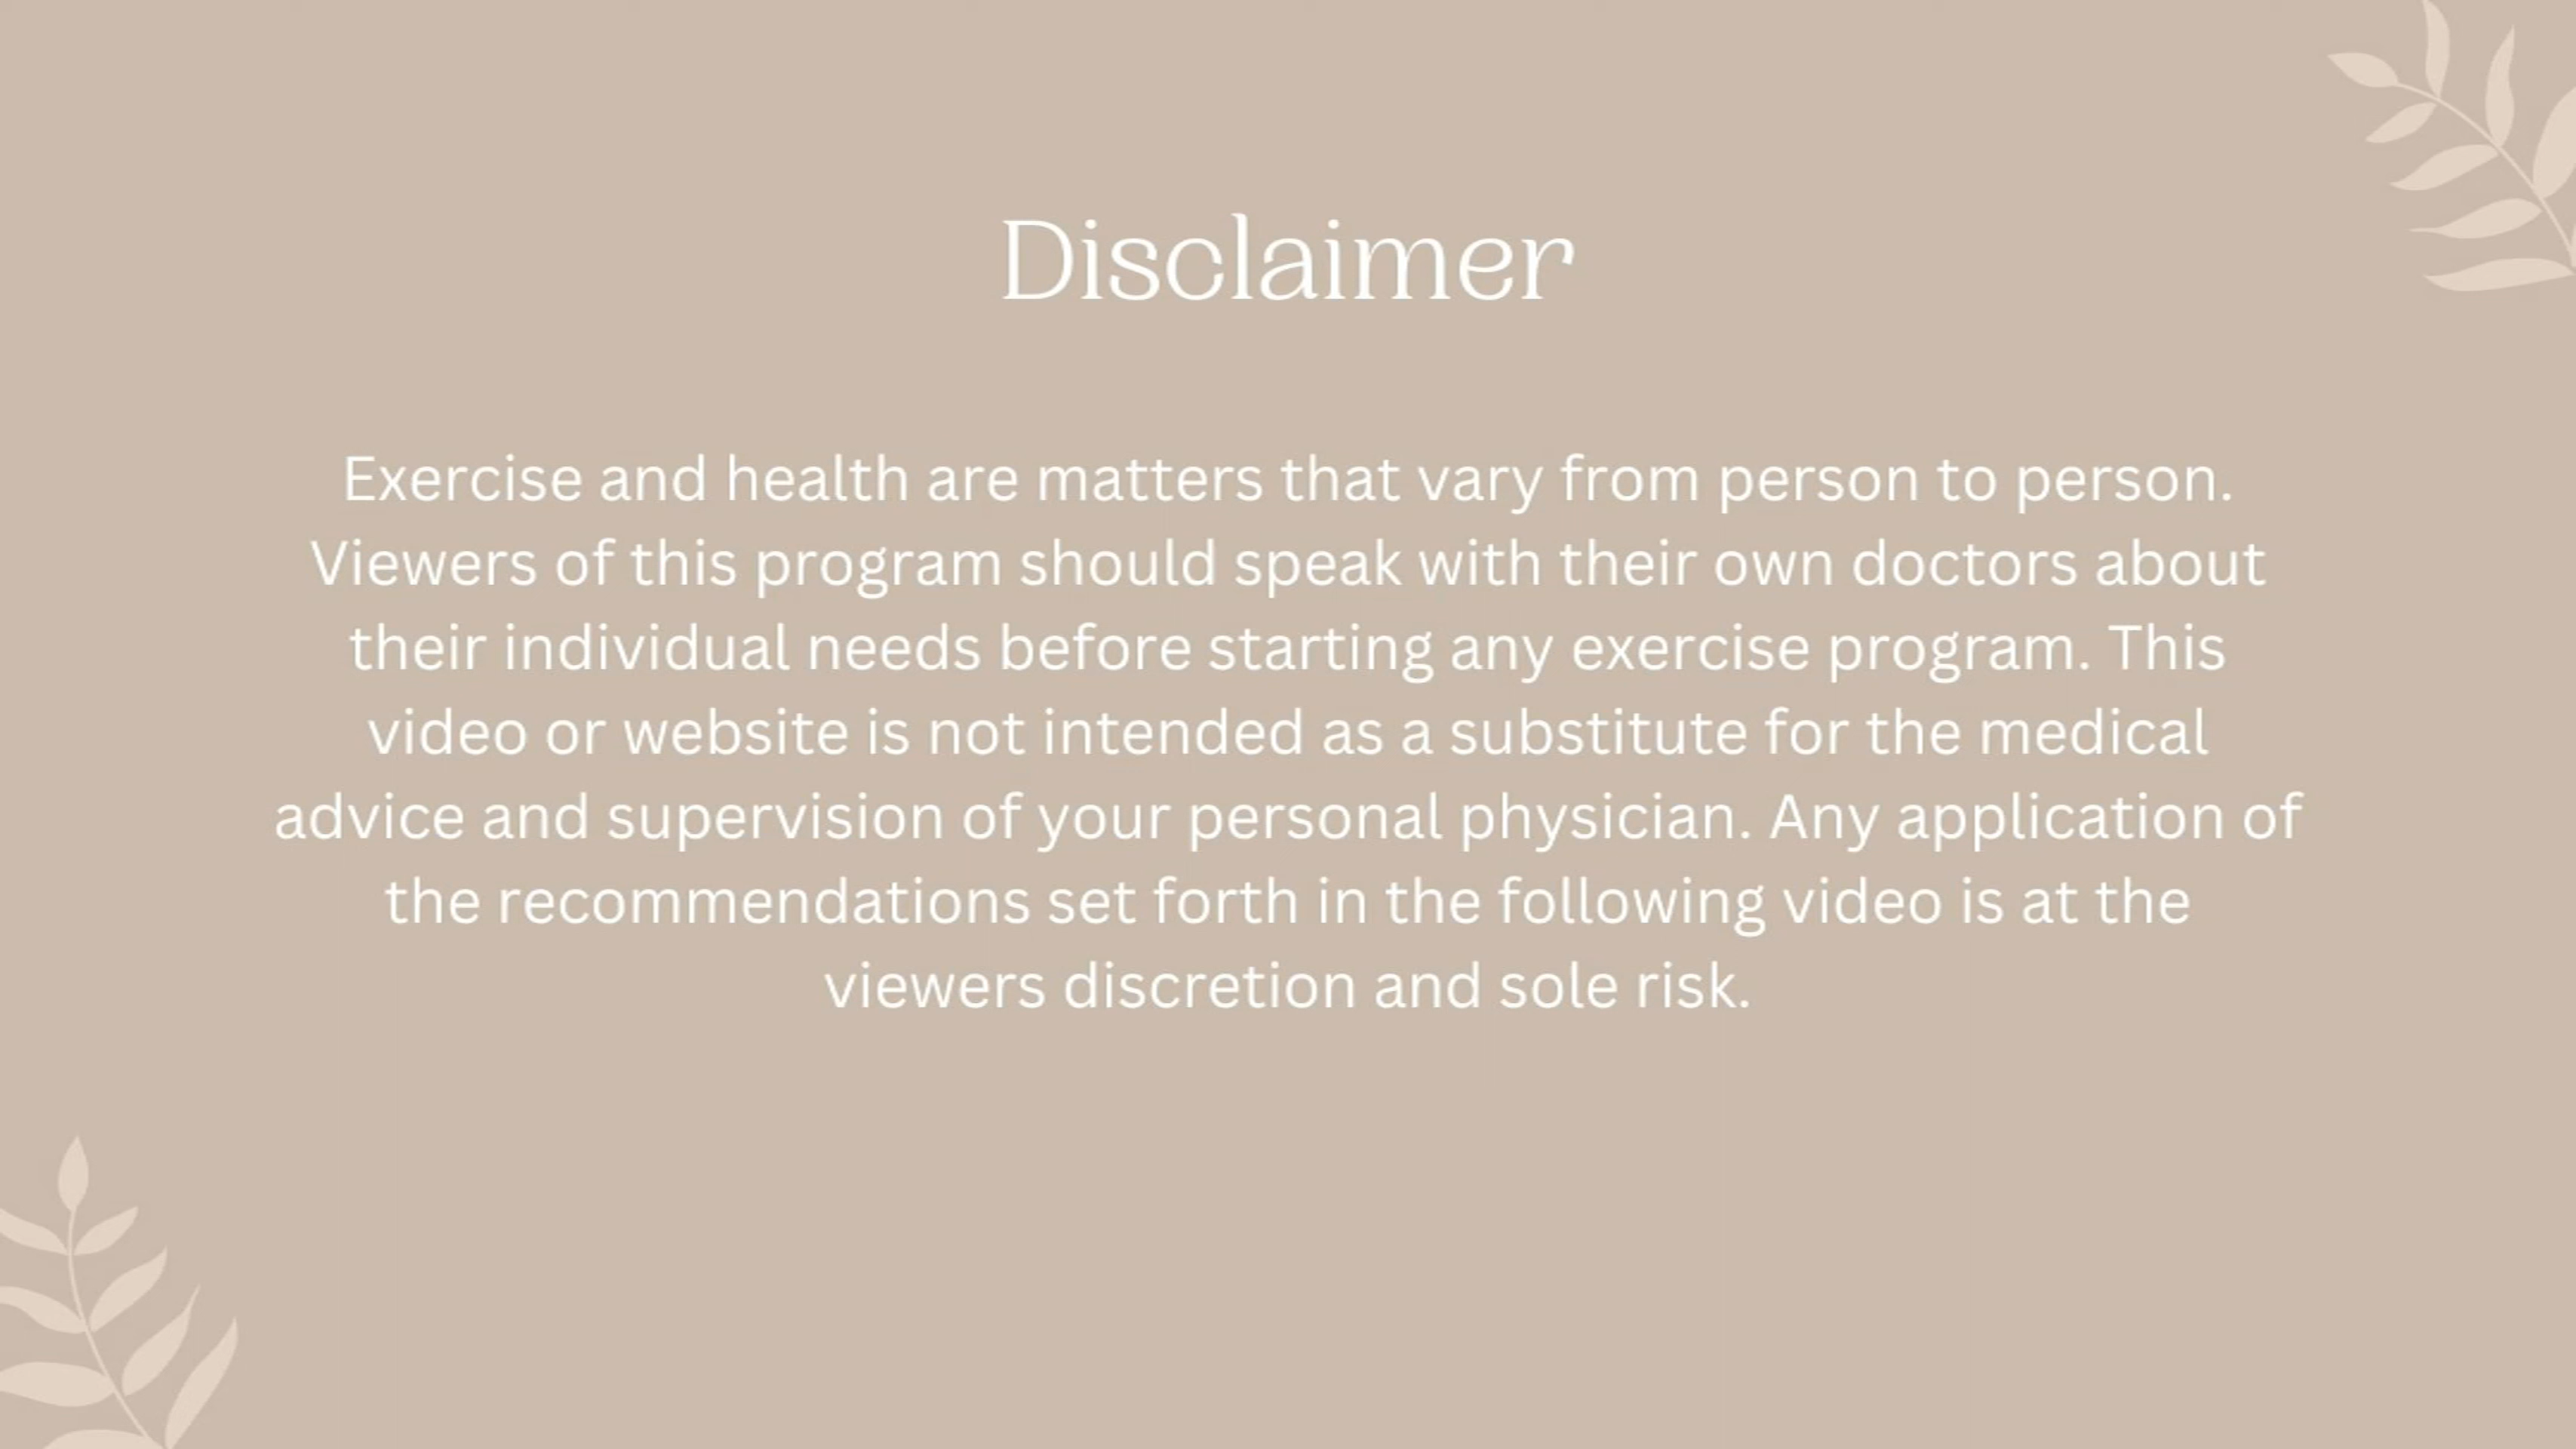 Disclaimer
Exercise and health are matters that vary from person to person.
Viewers of this program should speak with their own doctors about
their individual needs before starting any exercise program. This
video or website is not intended as a substitute for the medical
advice and supervision of your personal physician. Any application of
the recommendations set forth in the following video is at the
viewers discretion and sole risk.